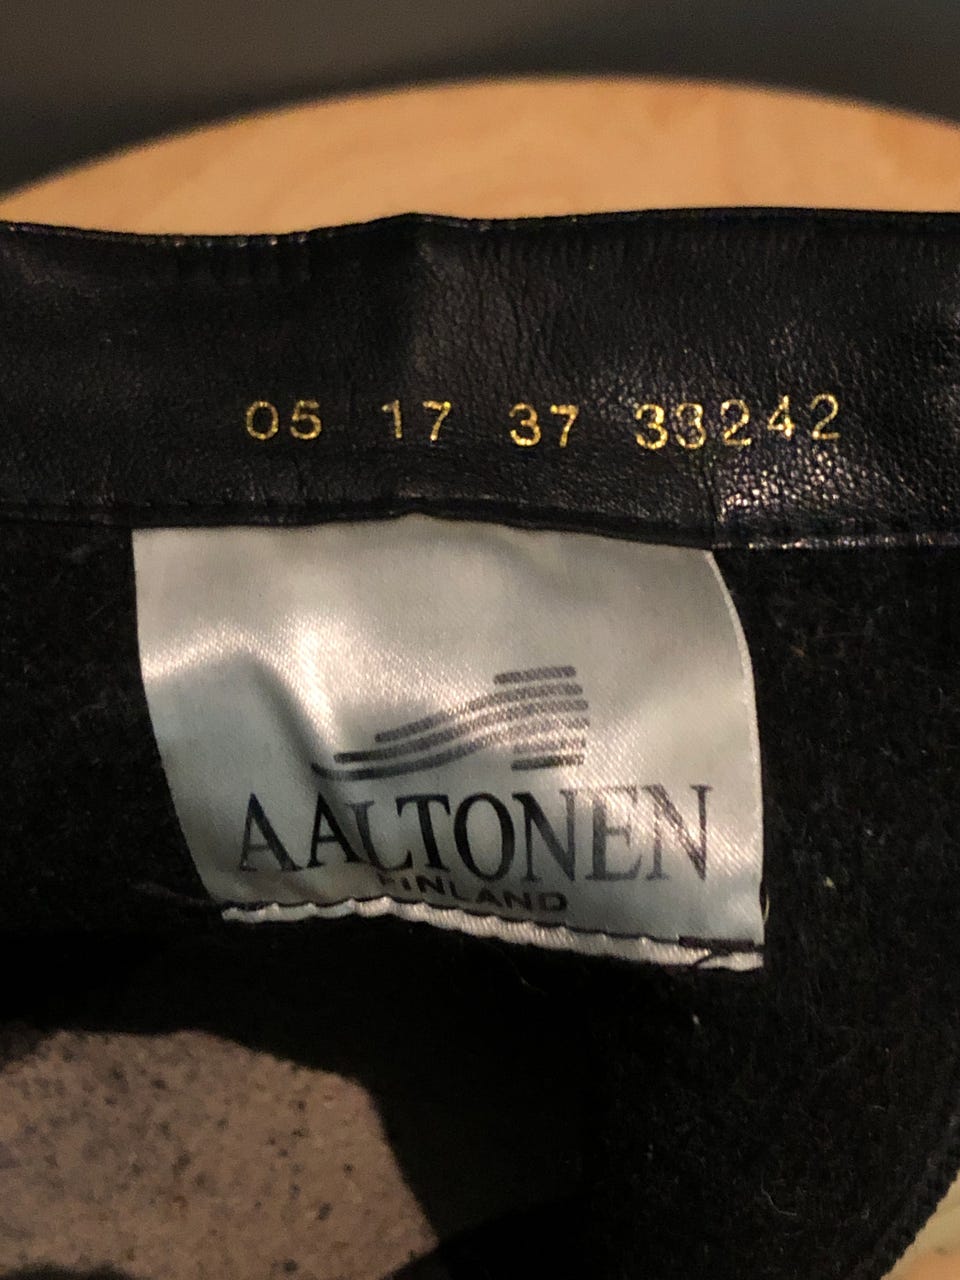 05 17 37 33242
AALTONEN
FINLAND